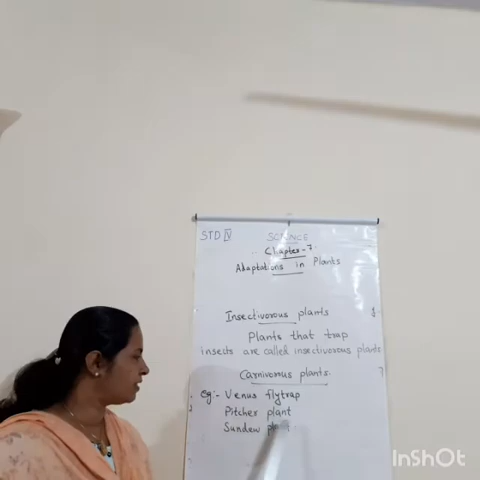 STD IV
SCIENCE
Chapter-7
Adaptations in Plants
Insectivorous plants
Plants that trap
insects are called insectivorous plants
Carnivorous plants.
Eg:- Venus flytrap
Pitcher plant
Sundew
InShOt